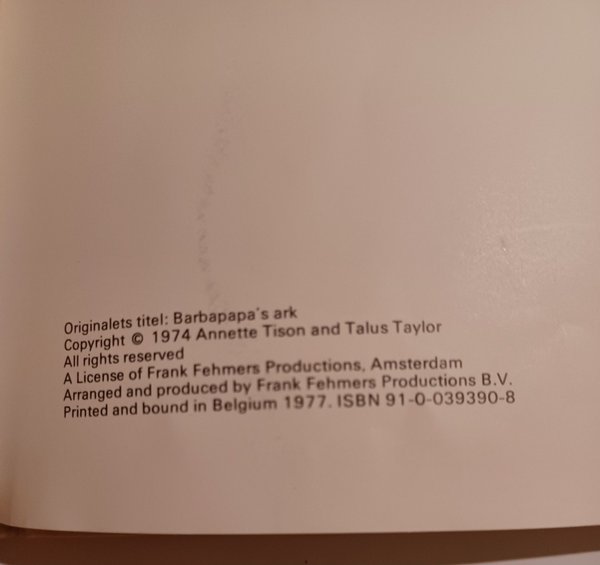 Originalets titel: Barbapapa's ark
Copyright © 1974 Annette Tison and Talus Taylor
All rights reserved
A License of Frank Fehmers Productions, Amsterdam
Arranged and produced by Frank Fehmers Productions B.V.
Printed and bound in Belgium 1977. ISBN 91-0-039390-8